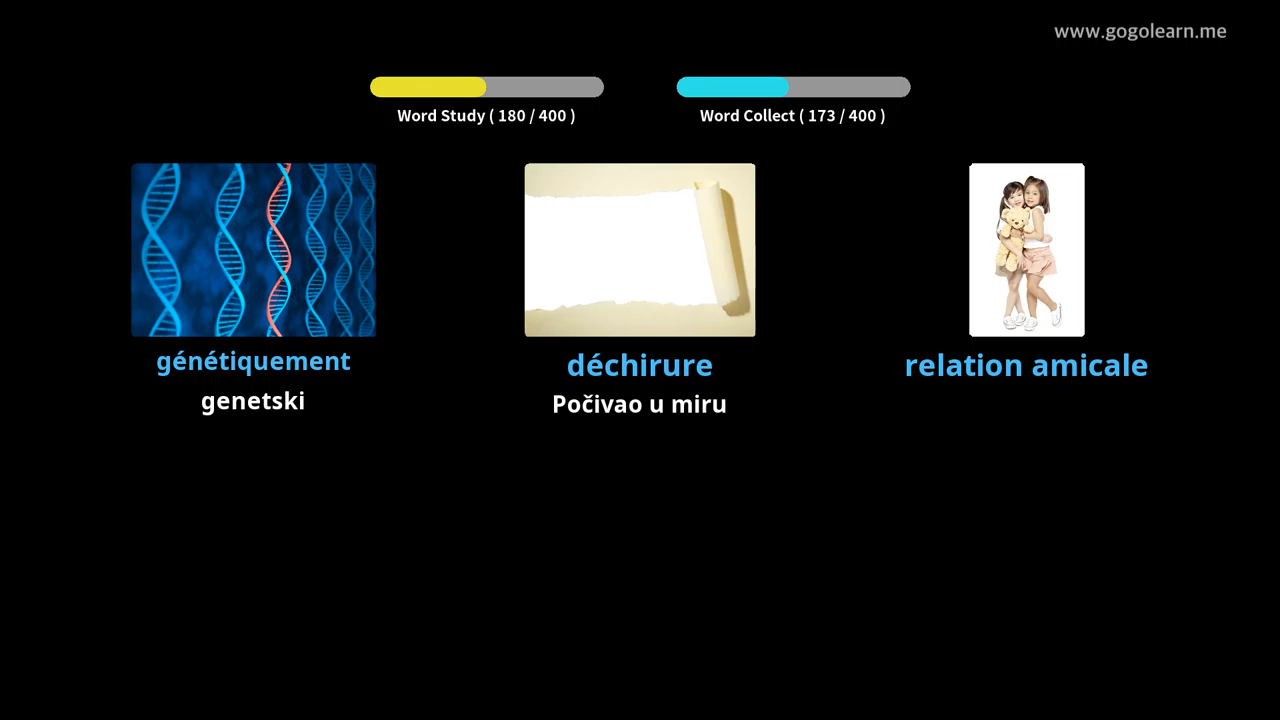 www.gogolearn.me
Word Study ( 180 / 400 )
Word Collect ( 173 / 400 )
génétiquement
genetski
déchirure
Počivao u miru
relation amicale